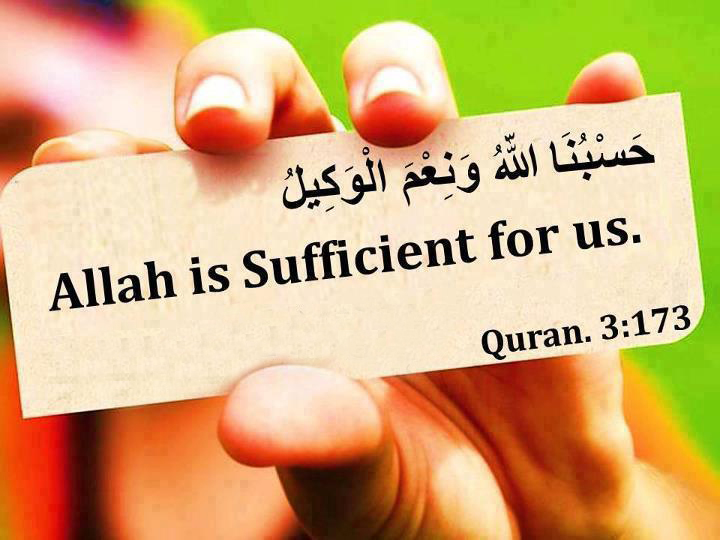 حَسْبُنَا اللَّهُ وَنِعْمَ الْوَكِيلُ
Allah is Sufficient for us.
Quran. 3:173